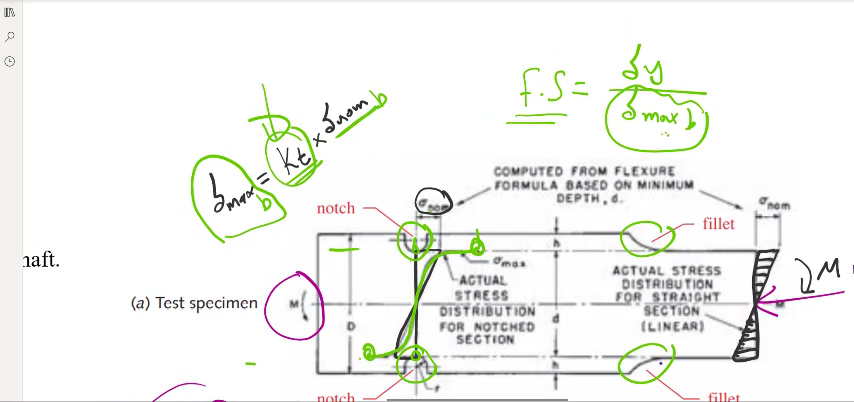 F.S = σy
σmax b
σmax b = Kt × σnom b
COMPUTED FROM FLEXURE
FORMULA BASED ON MINIMUM
DEPTH, d.
σnom
σnom
notch
fillet
h
σmax
haft.
ACTUAL
STRESS
DISTRIBUTION
FOR NOTCHED
SECTION
ACTUAL STRESS
DISTRIBUTION
FOR STRAIGHT
SECTION
(LINEAR)
M
(a) Test specimen
M
D
d
M
h
r
notch
fillet